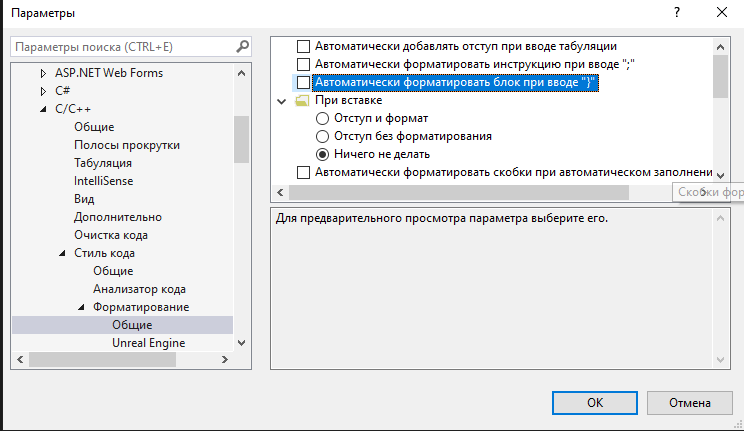 Параметры
? 
Параметры поиска (CTRL+E)
ASP.NET Web Forms
C#
C/C++
Общие
Полосы прокрутки
Табуляция
IntelliSense
Вид
Дополнительно
Очистка кода
Стиль кода
Общие
Анализатор кода
Форматирование
Общие
Unreal Engine
Автоматически добавлять отступ при вводе табуляции
Автоматически форматировать инструкцию при вводе ";"
Автоматически форматировать блок при вводе "}"
При вставке
Отступ и формат
Отступ без форматирования
Ничего не делать
Автоматически форматировать скобки при автоматическом заполнени
Скобки фор
Для предварительного просмотра параметра выберите его.
ОК
Отмена